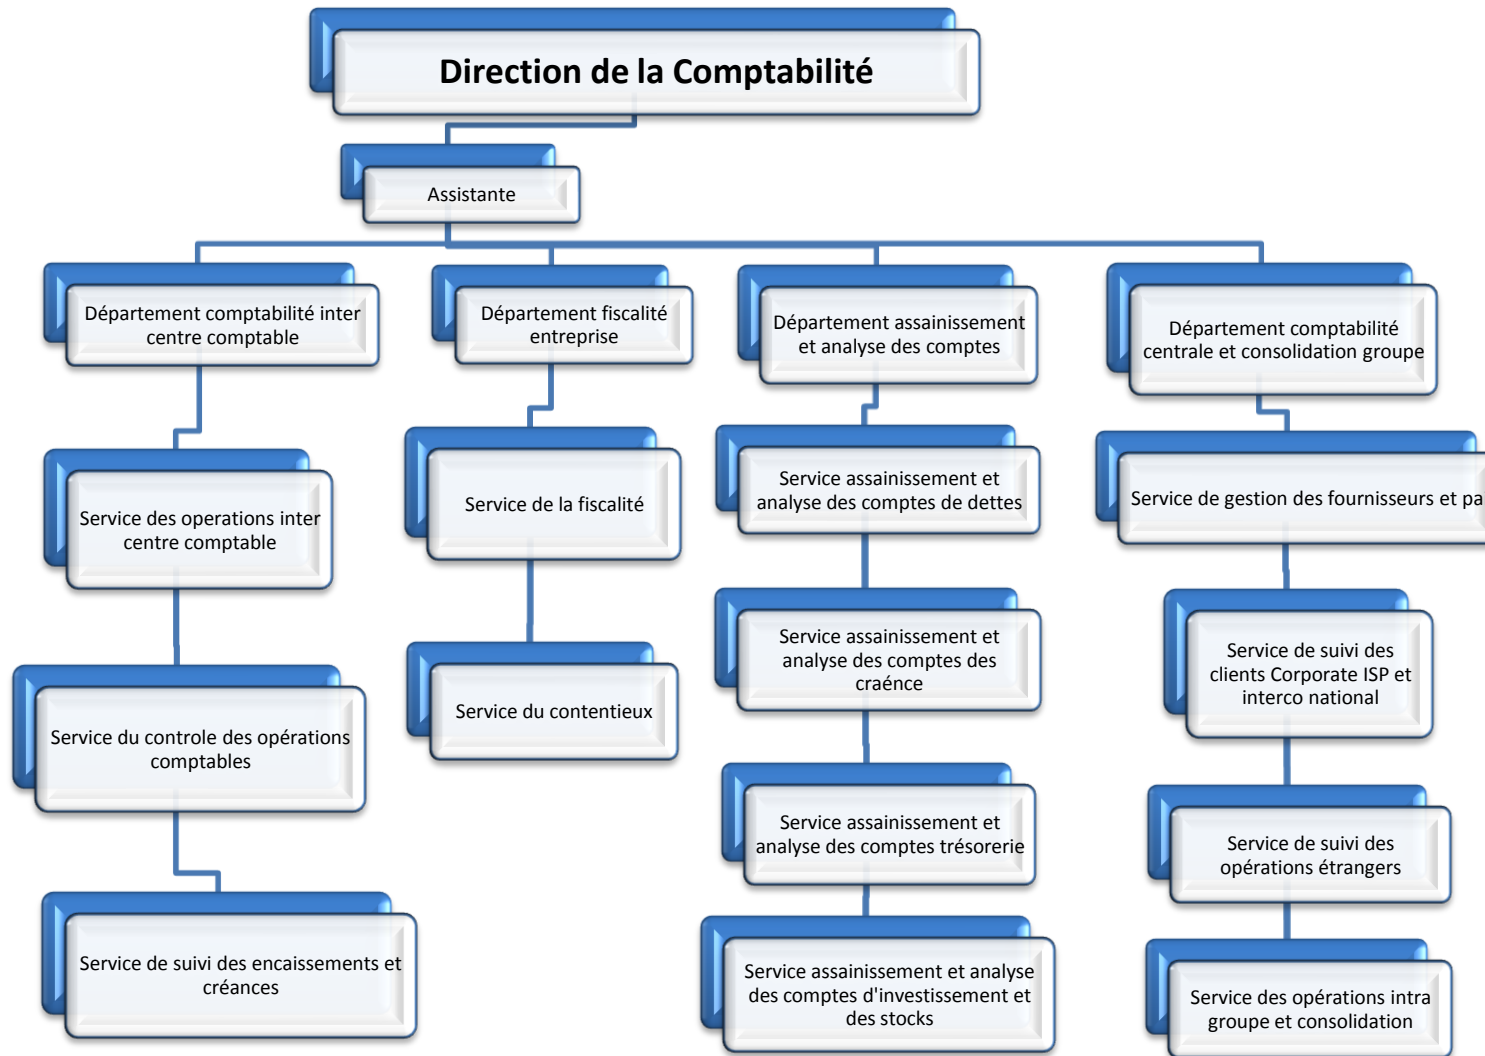 Direction de la Comptabilité
Assistante
Département comptabilité inter
centre comptable
Département fiscalité
entreprise
Département assainissement
et analyse des comptes
Département comptabilité
centrale et consolidation groupe
Service des operations inter
centre comptable
Service de la fiscalité
Service assainissement et
analyse des comptes de dettes
Service de gestion des fournisseurs et pa
Service du controle des opérations
comptables
Service du contentieux
Service assainissement et
analyse des comptes des
craénce
Service de suivi des
clients Corporate ISP et
interco national
Service de suivi des encaissements et
créances
Service assainissement et
analyse des comptes trésorerie
Service de suivi des
opérations étrangers
Service assainissement et analyse
des comptes d'investissement et
des stocks
Service des opérations intra
groupe et consolidation